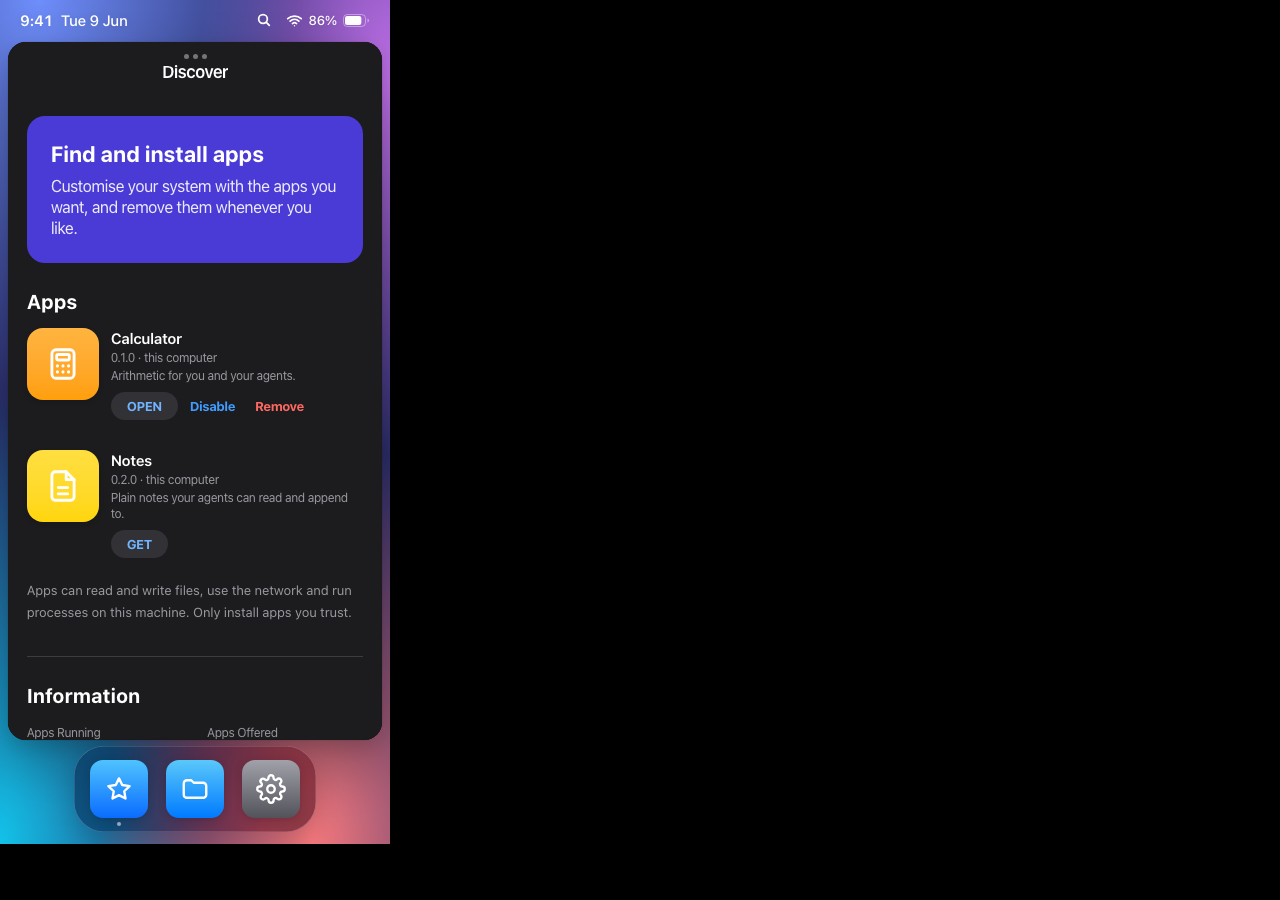 9:41 Tue 9 Jun 86%
Discover
Find and install apps
Customise your system with the apps you
want, and remove them whenever you
like.
Apps
Calculator
0.1.0 · this computer
Arithmetic for you and your agents.
OPEN Disable Remove
Notes
0.2.0 · this computer
Plain notes your agents can read and append
to.
GET
Apps can read and write files, use the network and run
processes on this machine. Only install apps you trust.
Information
Apps Running Apps Offered